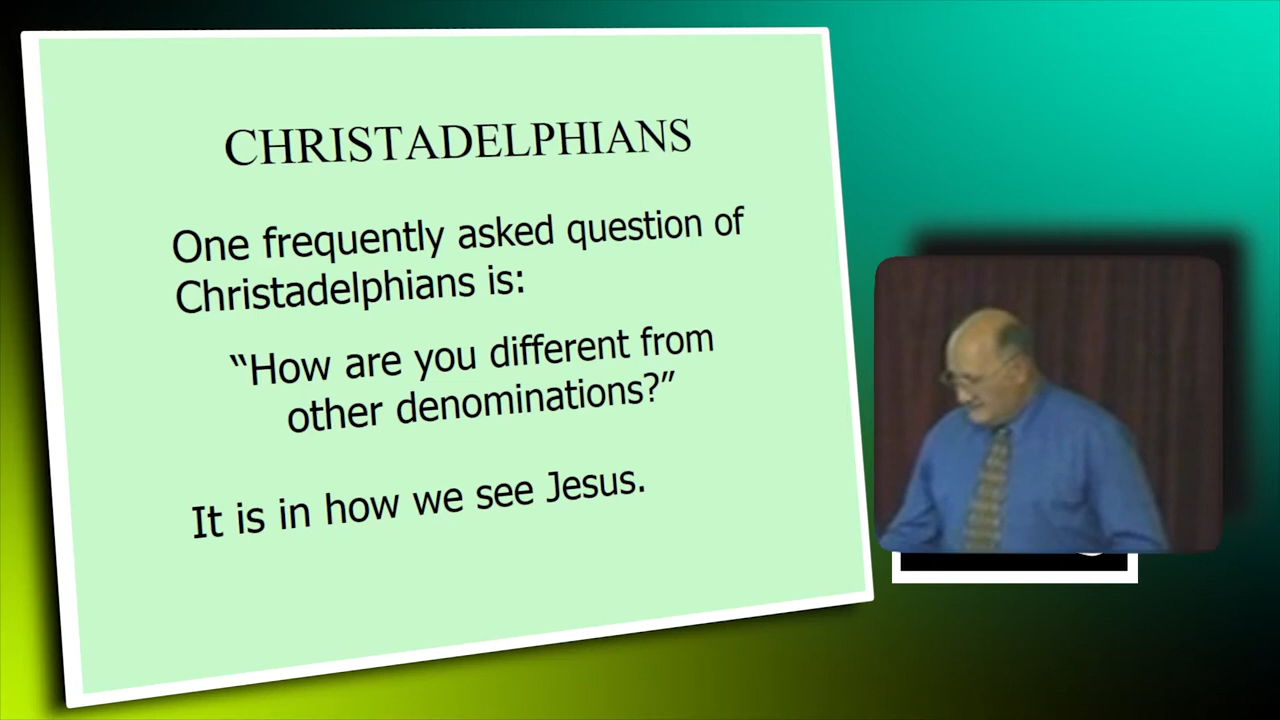 CHRISTADELPHIANS
One frequently asked question of
Christadelphians is:
“How are you different from
other denominations?”
It is in how we see Jesus.